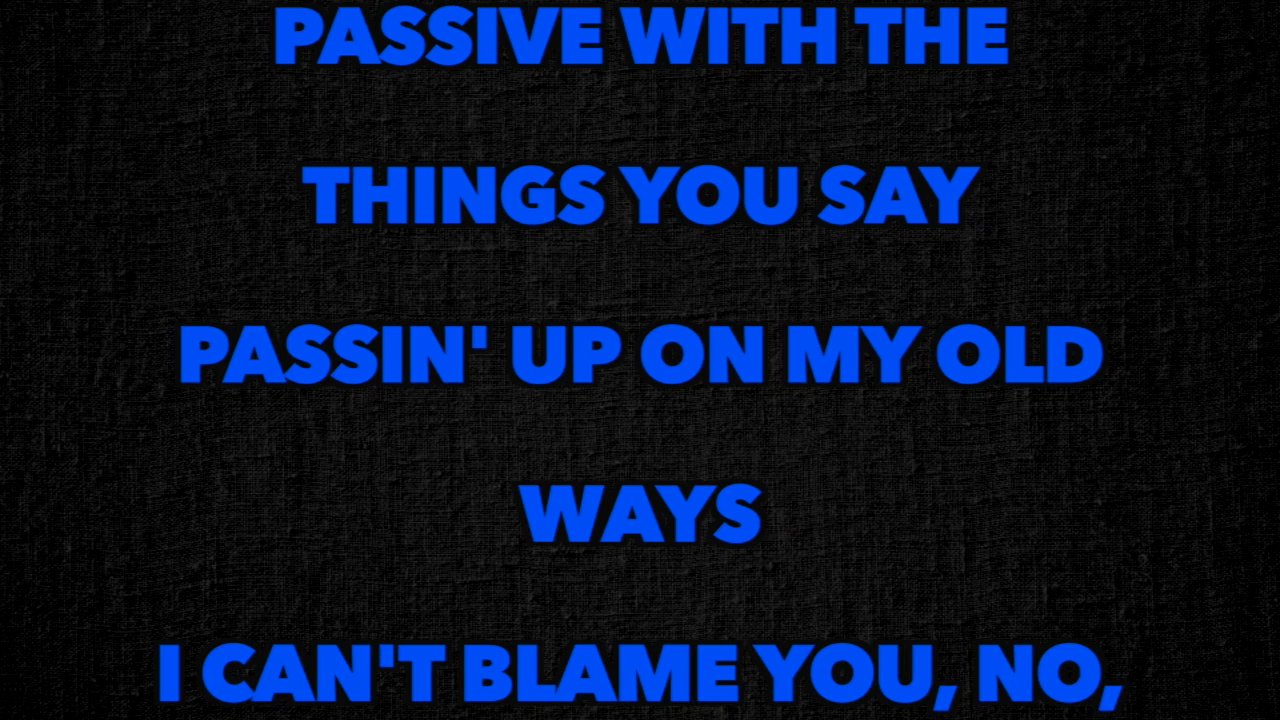 PASSIVE WITH THE
THINGS YOU SAY
PASSIN' UP ON MY OLD
WAYS
I CAN'T BLAME YOU, NO,